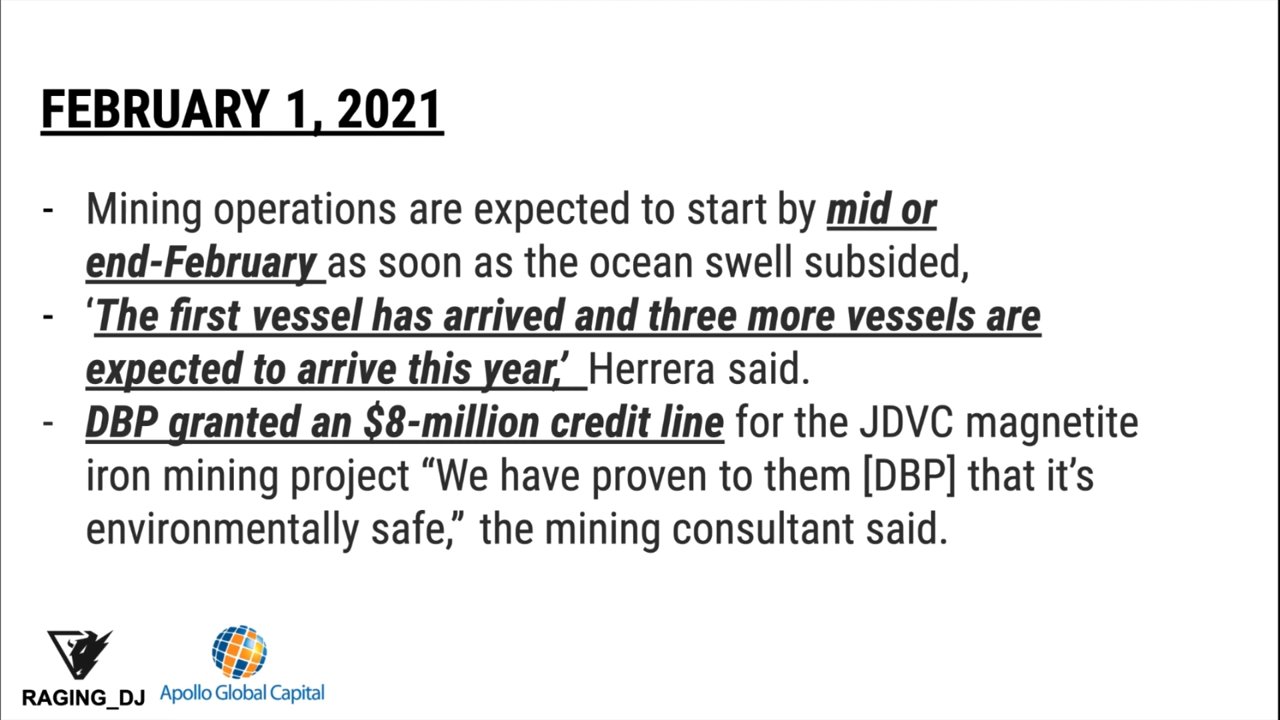 FEBRUARY 1, 2021
- Mining operations are expected to start by mid or
end-February as soon as the ocean swell subsided,
- ‘The first vessel has arrived and three more vessels are
expected to arrive this year,’ Herrera said.
- DBP granted an $8-million credit line for the JDVC magnetite
iron mining project “We have proven to them [DBP] that it’s
environmentally safe,” the mining consultant said.
RAGING_DJ
Apollo Global Capital